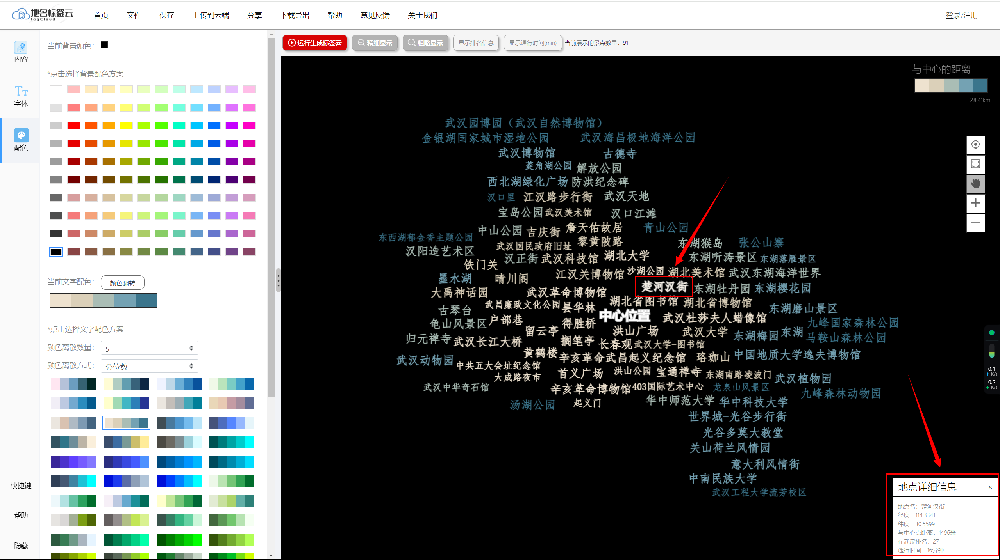 地名标签云
tagCloud
首页 文件 保存 上传到云端 分享 下载导出 帮助 意见反馈 关于我们 登录/注册
内容
字体
配色
快捷键
帮助
隐藏
当前背景颜色：
*点击选择背景配色方案
当前文字配色： 颜色翻转
*点击选择文字配色方案
颜色离散数量： 5
颜色离散方式： 分位数
运行生成标签云 精细显示 粗略显示 显示排名信息 显示通行时间(min) 当前展示的景点数量：91
与中心的距离
28.41km
武汉园博园（武汉自然博物馆）
金银湖国家城市湿地公园 武汉海昌极地海洋公园
武汉博物馆 古德寺
菱角湖公园 解放公园
西北湖绿化广场 防洪纪念碑
汉口里 江汉路步行街 武汉天地
宝岛公园 武汉美术馆 汉口江滩
中山公园 吉庆街 詹天佑故居 青山公园
东西湖郁金香主题公园 武汉国民政府旧址 黎黄陂路 东湖猴岛 张公山寨
汉阳造艺术区 汉正街 武汉科技馆 湖北大学 东湖听涛景区 东湖落雁景区
铁门关 江汉关博物馆 沙湖公园 湖北美术馆 武汉东湖海洋世界
墨水湖 晴川阁 楚河汉街 东湖牡丹园 东湖樱花园
大禹神话园 武汉革命博物馆 湖北省图书馆 湖北省博物馆
武昌廉政文化公园 昙华林 东湖磨山景区
古琴台 户部巷 中心位置 武汉杜莎夫人蜡像馆 九峰国家森林公园
龟山风景区 得胜桥 留云亭 洪山广场 武汉大学 东湖梅园 东湖 马鞍山森林公园
归元禅寺 武汉长江大桥 搁笔亭 长春观 武汉大学-图书馆
武汉动物园 黄鹤楼 辛亥革命武昌起义纪念馆 珞珈山 中国地质大学逸夫博物馆
中共五大会址纪念馆 首义广场 洪山公园 宝通禅寺 东湖南路凌波门 武汉植物园
大成路夜市
武汉中华奇石馆 辛亥革命博物馆 403国际艺术中心 龙泉山风景区 九峰森林动物园
汤湖公园 起义门 华中师范大学 华中科技大学
世界城-光谷步行街
光谷多莫大教堂
关山荷兰风情园
意大利风情街
中南民族大学
武汉工程大学流芳校区
0.1
K/s
0.2
K/s
地点详细信息 ×
地点名：楚河汉街
经度：114.3341
纬度：30.5599
与中心点距离：1496米
在武汉排名：27
通行时间：16分钟